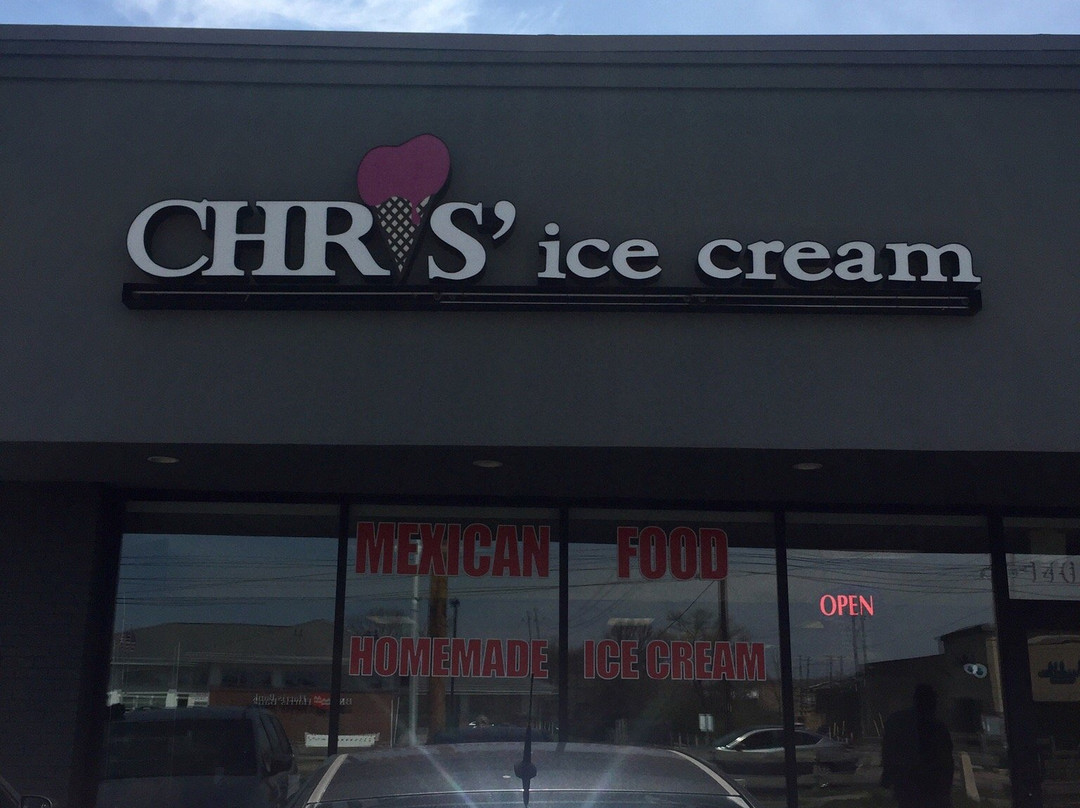 CHRIS' ice cream
MEXICAN FOOD
OPEN
HOMEMADE ICE CREAM